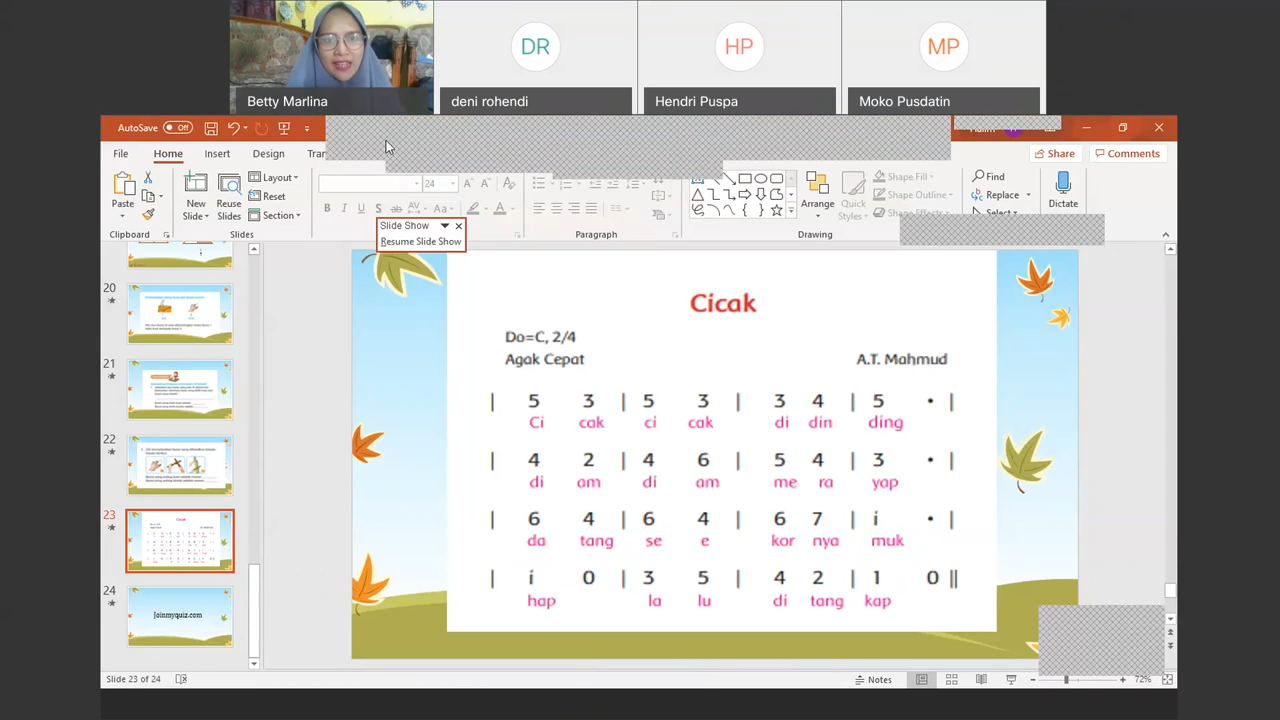 DR
HP
MP
Betty Marlina
deni rohendi
Hendri Puspa
Moko Pusdatin
AutoSave Off
File Home Insert Design
Share Comments
Paste
New Slide
Reuse Slides
Layout
Reset
Section
24
Arrange
Quick Styles
Shape Fill
Shape Outline
Find
Replace
Select
Dictate
Clipboard
Slides
Paragraph
Drawing
Slide Show
Resume Slide Show
20
21
22
23
24
Joinmyquiz.com
Cicak
Do=C, 2/4
Agak Cepat A.T. Mahmud
| 5 3 | 5 3 | 3 4 | 5 • |
Ci cak ci cak di din ding
| 4 2 | 4 6 | 5 4 | 3 • |
di am di am me ra yap
| 6 4 | 6 4 | 6 7 | i • |
da tang se e kor nya muk
| i 0 | 3 5 | 4 2 | 1 0 ||
hap la lu di tang kap
Slide 23 of 24
Notes
72%